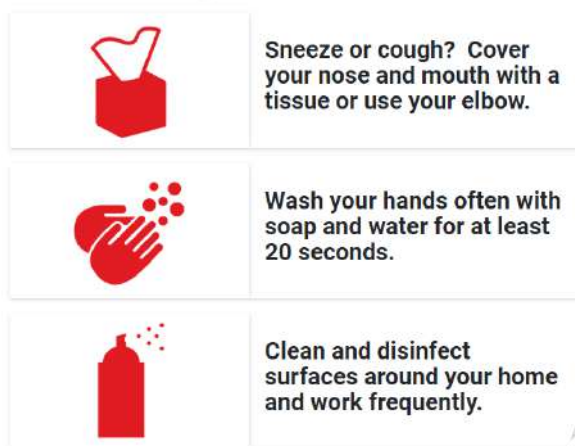 Sneeze or cough?  Cover
your nose and mouth with a
tissue or use your elbow.
Wash your hands often with
soap and water for at least
20 seconds.
Clean and disinfect
surfaces around your home
and work frequently.